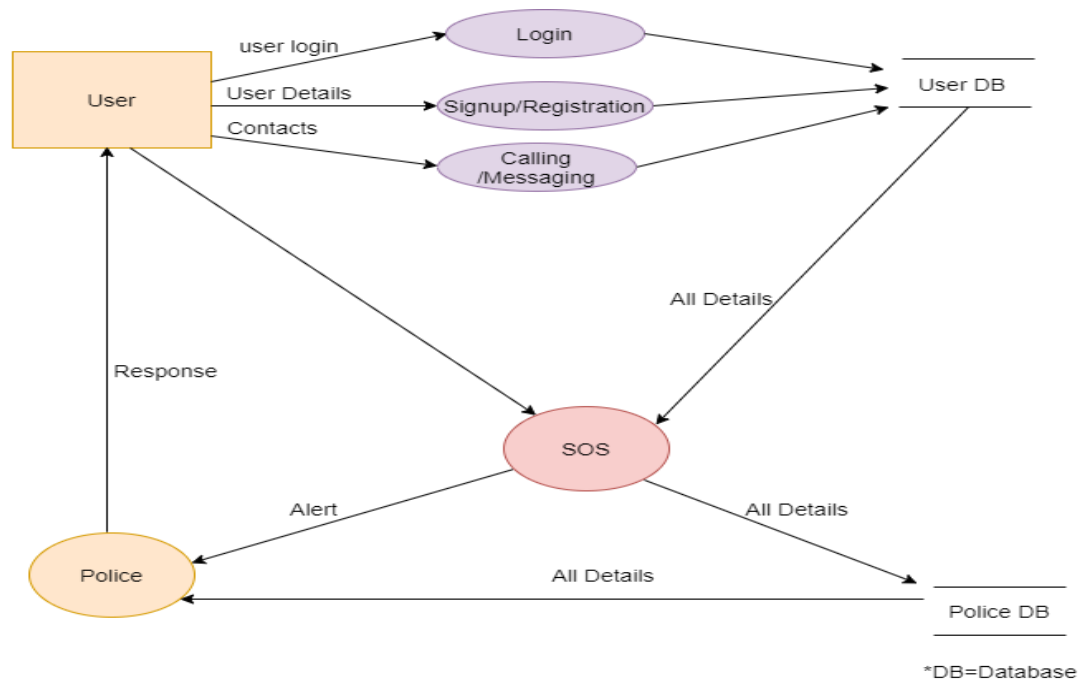 Login
user login
User
User Details
Signup/Registration
User DB
Contacts
Calling
/Messaging
All Details
Response
SOS
Alert
All Details
Police
All Details
Police DB
*DB=Database